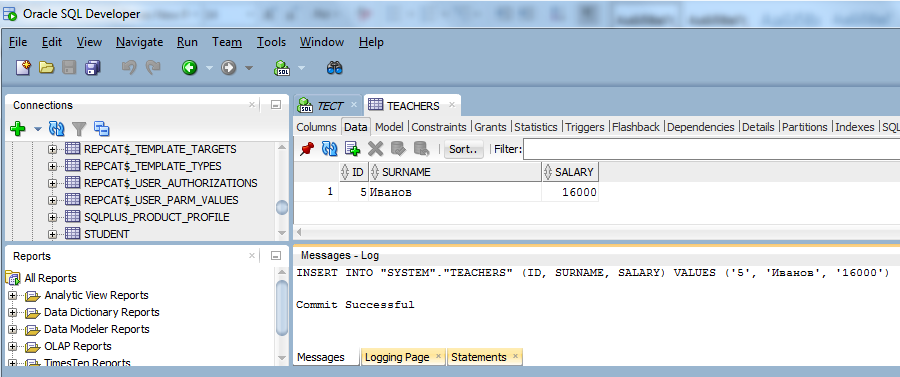 Oracle SQL Developer
File Edit View Navigate Run Team Tools Window Help
SQL
Connections
REPCAT$_TEMPLATE_TARGETS
REPCAT$_TEMPLATE_TYPES
REPCAT$_USER_AUTHORIZATIONS
REPCAT$_USER_PARM_VALUES
SQLPLUS_PRODUCT_PROFILE
STUDENT
Reports
All Reports
Analytic View Reports
Data Dictionary Reports
Data Modeler Reports
OLAP Reports
TimesTen Reports
SQL ТЕСТ TEACHERS
Columns Data Model Constraints Grants Statistics Triggers Flashback Dependencies Details Partitions Indexes SQL
Sort.. Filter:
ID SURNAME SALARY
1 5 Иванов 16000
Messages - Log
INSERT INTO "SYSTEM"."TEACHERS" (ID, SURNAME, SALARY) VALUES ('5', 'Иванов', '16000')
Commit Successful
Messages Logging Page Statements